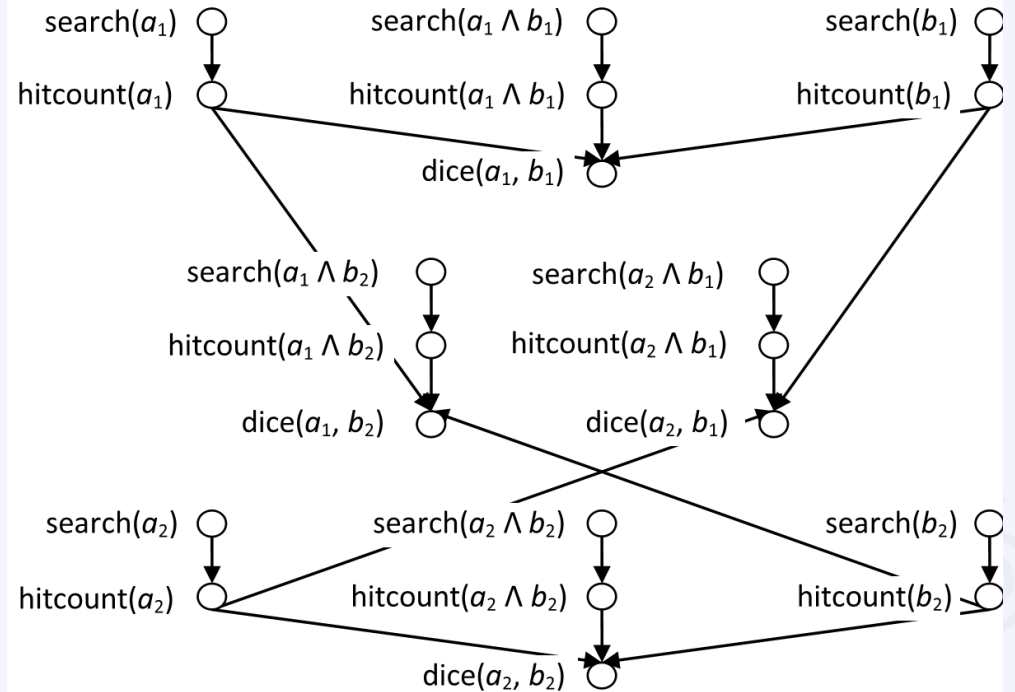 search(a₁) search(a₁ Λ b₁) search(b₁)
hitcount(a₁) hitcount(a₁ Λ b₁) hitcount(b₁)
dice(a₁, b₁)
search(a₁ Λ b₂) search(a₂ Λ b₁)
hitcount(a₁ Λ b₂) hitcount(a₂ Λ b₁)
dice(a₁, b₂) dice(a₂, b₁)
search(a₂) search(a₂ Λ b₂) search(b₂)
hitcount(a₂) hitcount(a₂ Λ b₂) hitcount(b₂)
dice(a₂, b₂)